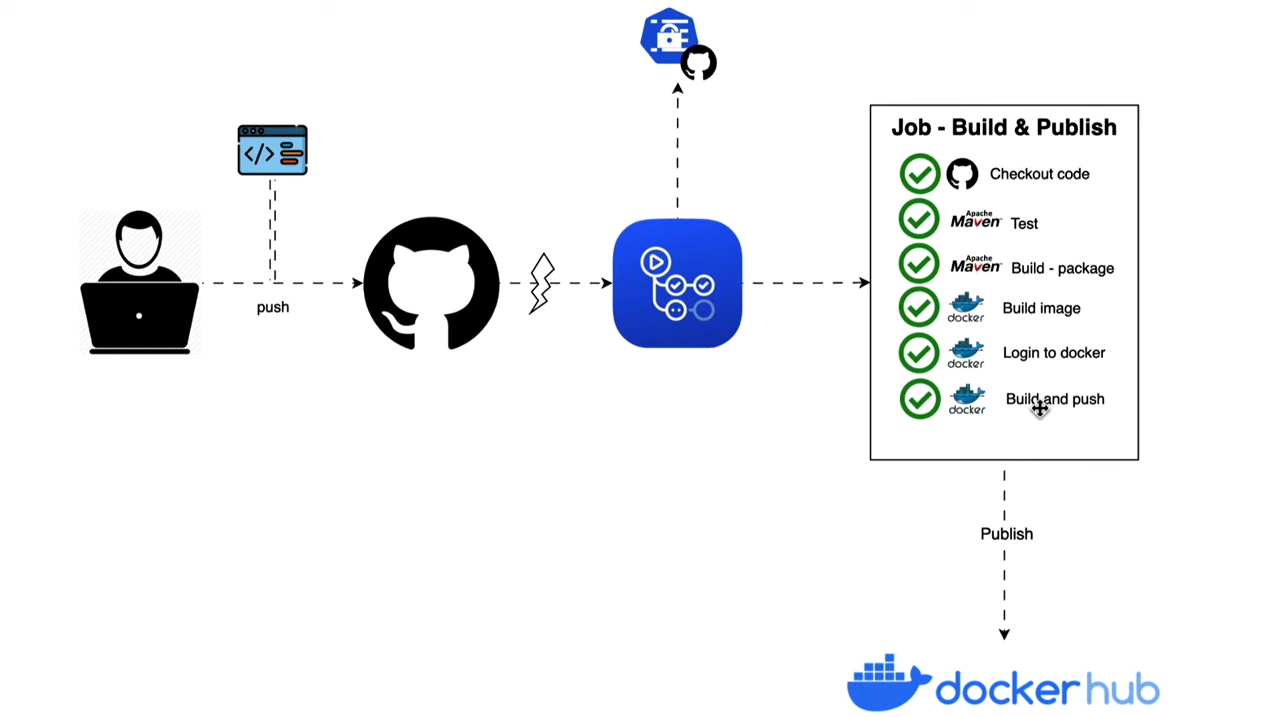 Job - Build & Publish
Checkout code
Apache
Maven
Test
Apache
Maven
Build - package
docker
Build image
docker
Login to docker
docker
Build and push
push
</>
Publish
docker hub